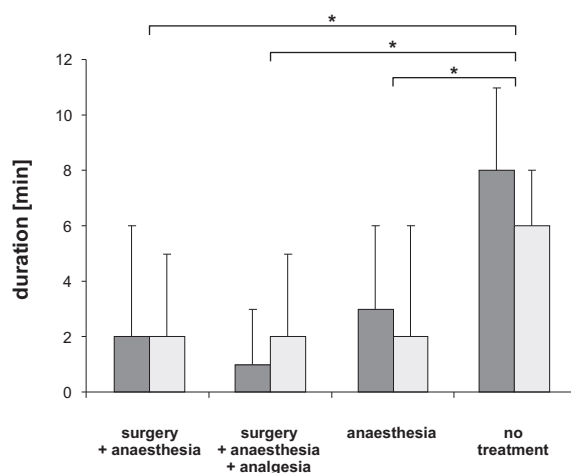 *
*
*
duration [min]
12
10
8
6
4
2
0
surgery
+ anaesthesia
surgery
+ anaesthesia
+ analgesia
anaesthesia
no
treatment